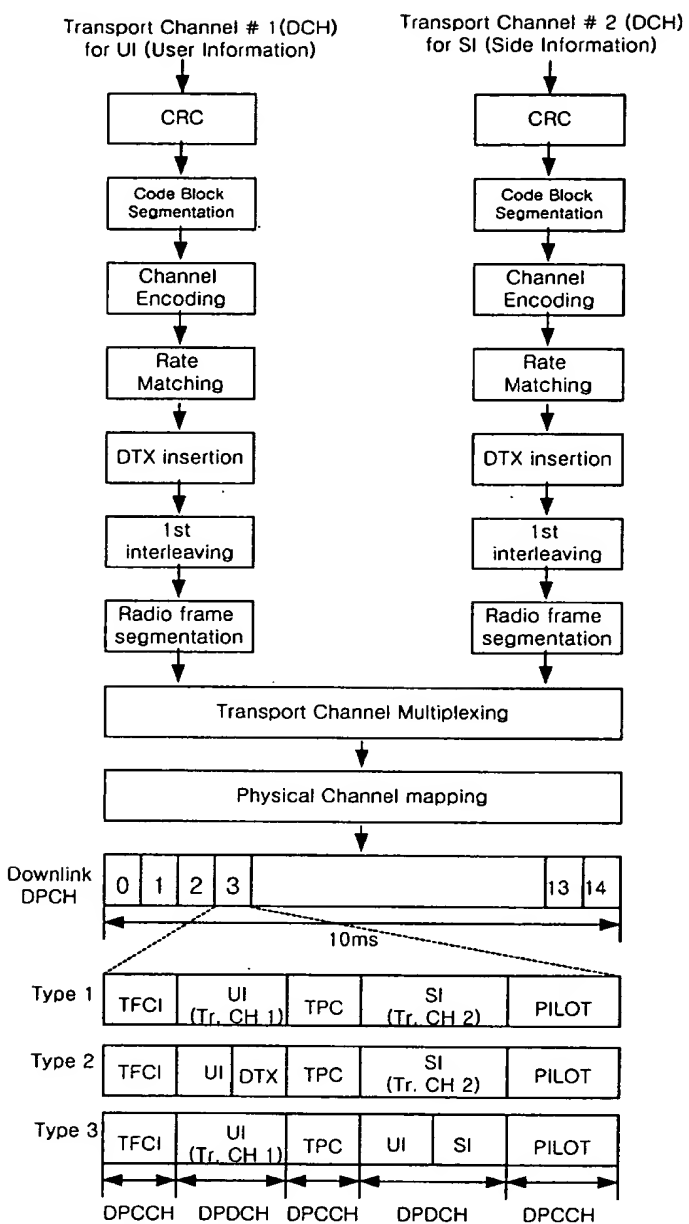 Transport Channel # 1(DCH)
for UI (User Information)
Transport Channel # 2 (DCH)
for SI (Side Information)
CRC
CRC
Code Block
Segmentation
Code Block
Segmentation
Channel
Encoding
Channel
Encoding
Rate
Matching
Rate
Matching
DTX insertion
DTX insertion
1st
interleaving
1st
interleaving
Radio frame
segmentation
Radio frame
segmentation
Transport Channel Multiplexing
Physical Channel mapping
Downlink
DPCH
0 1 2 3 13 14
10ms
Type 1
TFCI
UI
(Tr. CH 1)
TPC
SI
(Tr. CH 2)
PILOT
Type 2
TFCI
UI
DTX
TPC
SI
(Tr. CH 2)
PILOT
Type 3
TFCI
UI
(Tr. CH 1)
TPC
UI
SI
PILOT
DPCCH DPDCH DPCCH DPDCH DPCCH